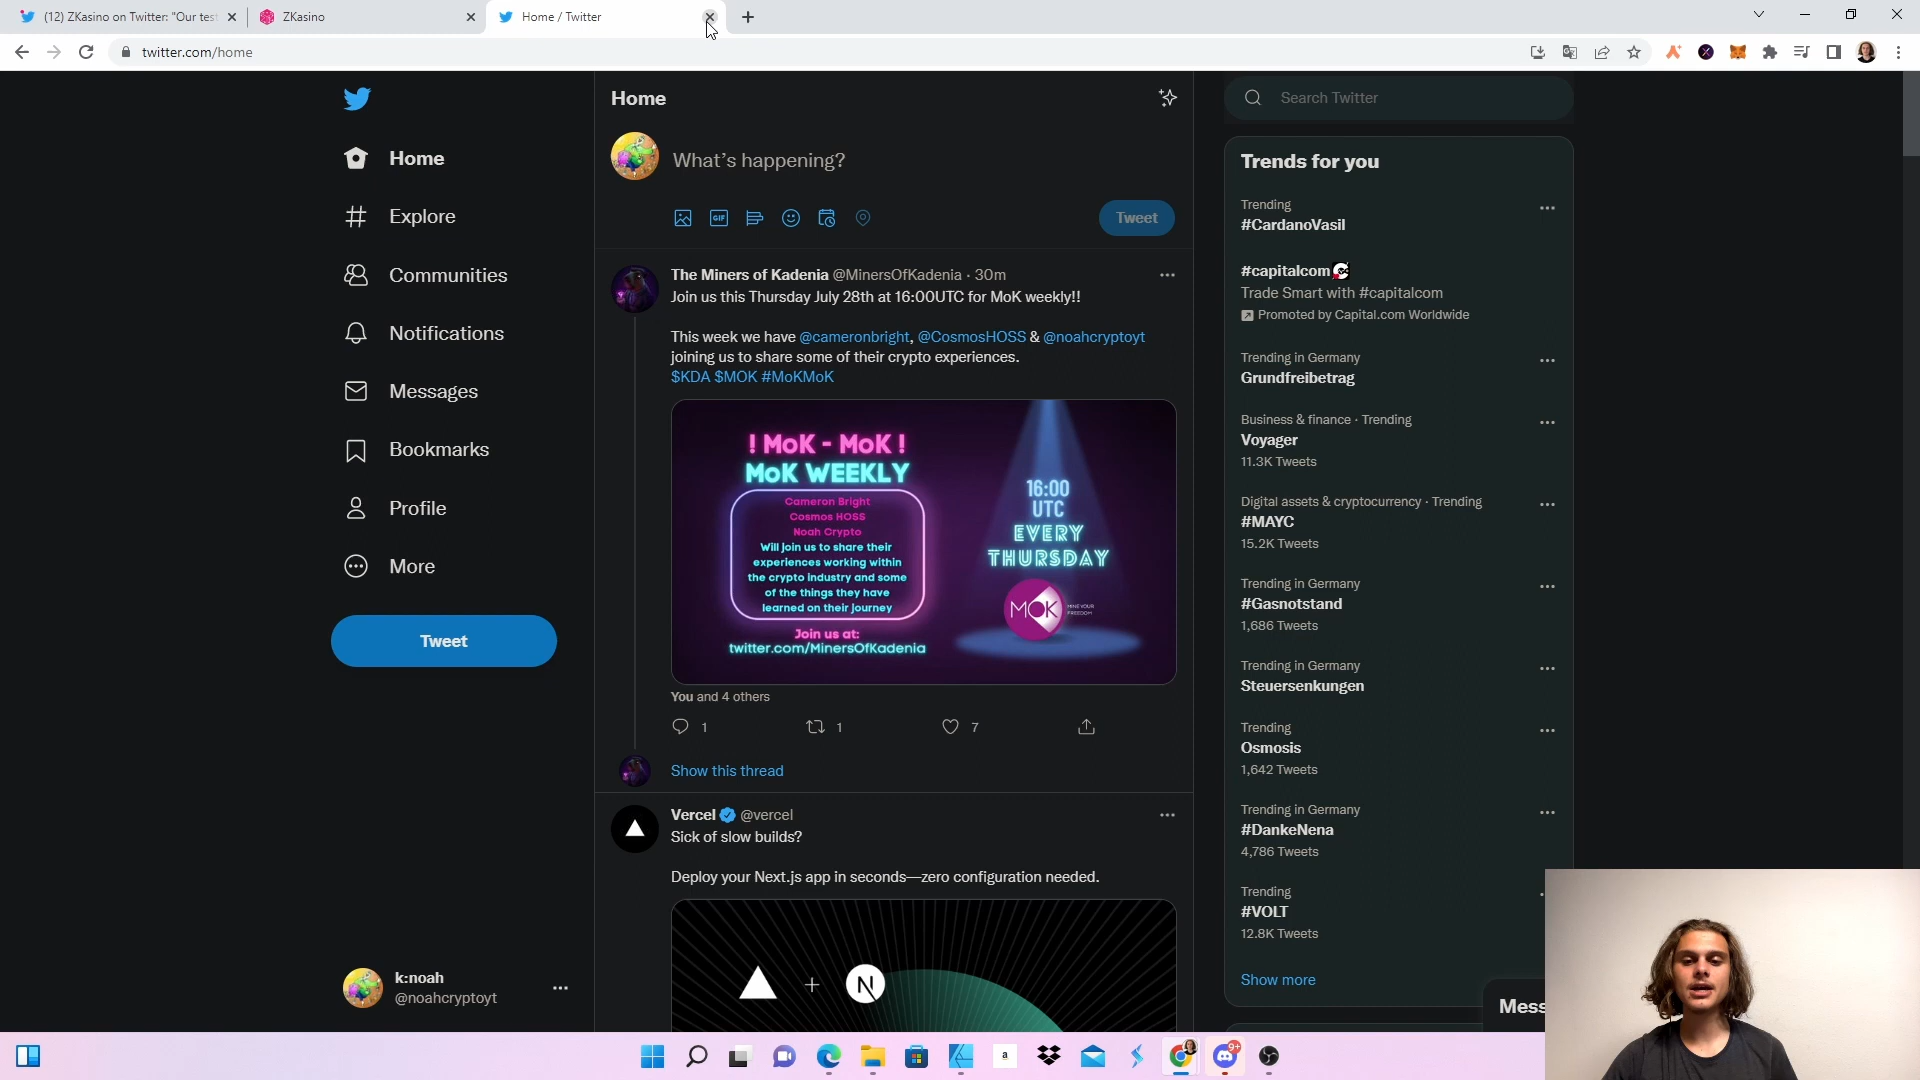 (12) ZKasino on Twitter: "Our test
ZKasino
Home / Twitter
twitter.com/home
Home
Search Twitter
What's happening?
Home
Explore
Communities
Notifications
Messages
Bookmarks
Profile
More
Tweet
k:noah
@noahcryptoyt
GIF
Tweet
The Miners of Kadenia @MinersOfKadenia · 30m
Join us this Thursday July 28th at 16:00UTC for MoK weekly!!
This week we have @cameronbright, @CosmosHOSS & @noahcryptoyt
joining us to share some of their crypto experiences.
$KDA $MOK #MoKMoK
! MoK - MoK !
MoK WEEKLY
Cameron Bright
Cosmos HOSS
Noah Crypto
Will join us to share their
experiences working within
the crypto industry and some
of the things they have
learned on their journey
Join us at:
twitter.com/MinersOfKadenia
16:00
UTC
EVERY
THURSDAY
MOK
MINE YOUR
FREEDOM
You and 4 others
1
1
7
Show this thread
Vercel @vercel
Sick of slow builds?
Deploy your Next.js app in seconds—zero configuration needed.
+ N
Trends for you
Trending
#CardanoVasil
#capitalcom
Trade Smart with #capitalcom
Promoted by Capital.com Worldwide
Trending in Germany
Grundfreibetrag
Business & finance · Trending
Voyager
11.3K Tweets
Digital assets & cryptocurrency · Trending
#MAYC
15.2K Tweets
Trending in Germany
#Gasnotstand
1,686 Tweets
Trending in Germany
Steuersenkungen
Trending
Osmosis
1,642 Tweets
Trending in Germany
#DankeNena
4,786 Tweets
Trending
#VOLT
12.8K Tweets
Show more
Mess
a
9+